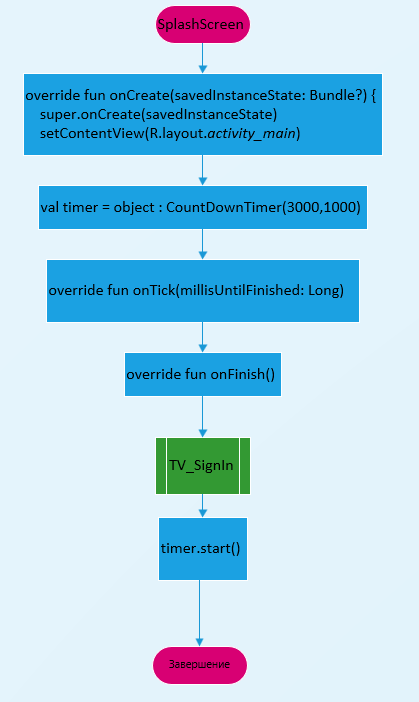 SplashScreen
override fun onCreate(savedInstanceState: Bundle?) {
super.onCreate(savedInstanceState)
setContentView(R.layout.activity_main)
val timer = object : CountDownTimer(3000,1000)
override fun onTick(millisUntilFinished: Long)
override fun onFinish()
TV_SignIn
timer.start()
Завершение